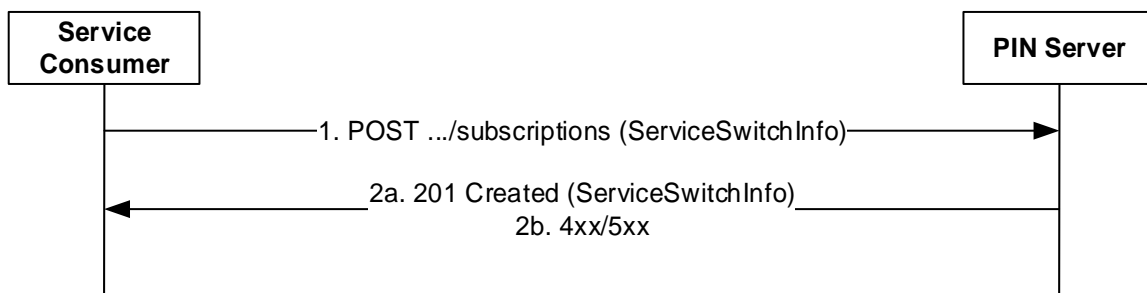 Service
Consumer
PIN Server
1. POST .../subscriptions (ServiceSwitchInfo)
2a. 201 Created (ServiceSwitchInfo)
2b. 4xx/5xx